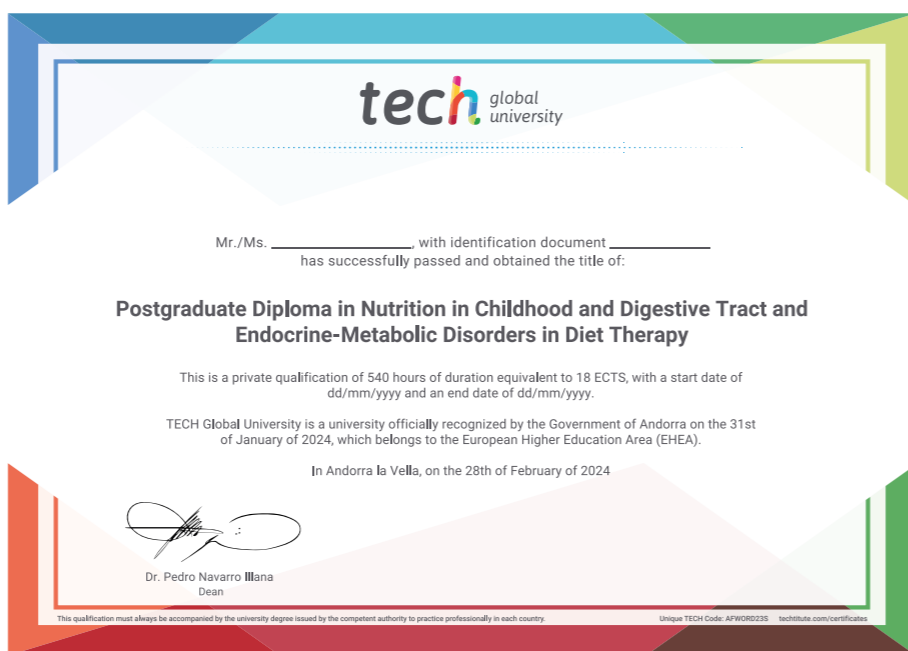 tech global university
Mr./Ms. ____________________, with identification document ______________
has successfully passed and obtained the title of:
Postgraduate Diploma in Nutrition in Childhood and Digestive Tract and
Endocrine-Metabolic Disorders in Diet Therapy
This is a private qualification of 540 hours of duration equivalent to 18 ECTS, with a start date of
dd/mm/yyyy and an end date of dd/mm/yyyy.
TECH Global University is a university officially recognized by the Government of Andorra on the 31st
of January of 2024, which belongs to the European Higher Education Area (EHEA).
In Andorra la Vella, on the 28th of February of 2024
Dr. Pedro Navarro Illana
Dean
This qualification must always be accompanied by the university degree issued by the competent authority to practice professionally in each country.
Unique TECH Code: AFWORD23S techtitute.com/certificates